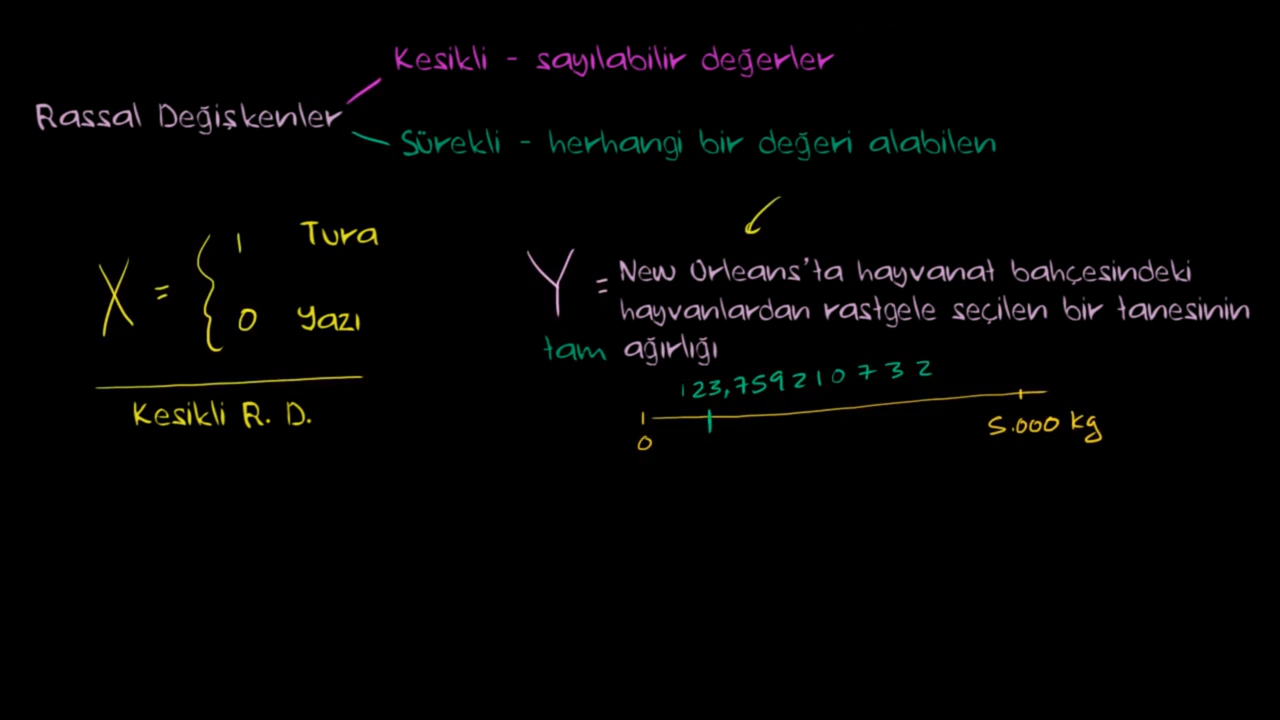 Kesikli - sayılabilir değerler
Rassal Değişkenler
Sürekli - herhangi bir değeri alabilen
X = { 1 Tura
0 Yazı
Kesikli R. D.
Y = New Orleans'ta hayvanat bahçesindeki
hayvanlardan rastgele seçilen bir tanesinin
tam ağırlığı
123,759210732
0
5.000 kg